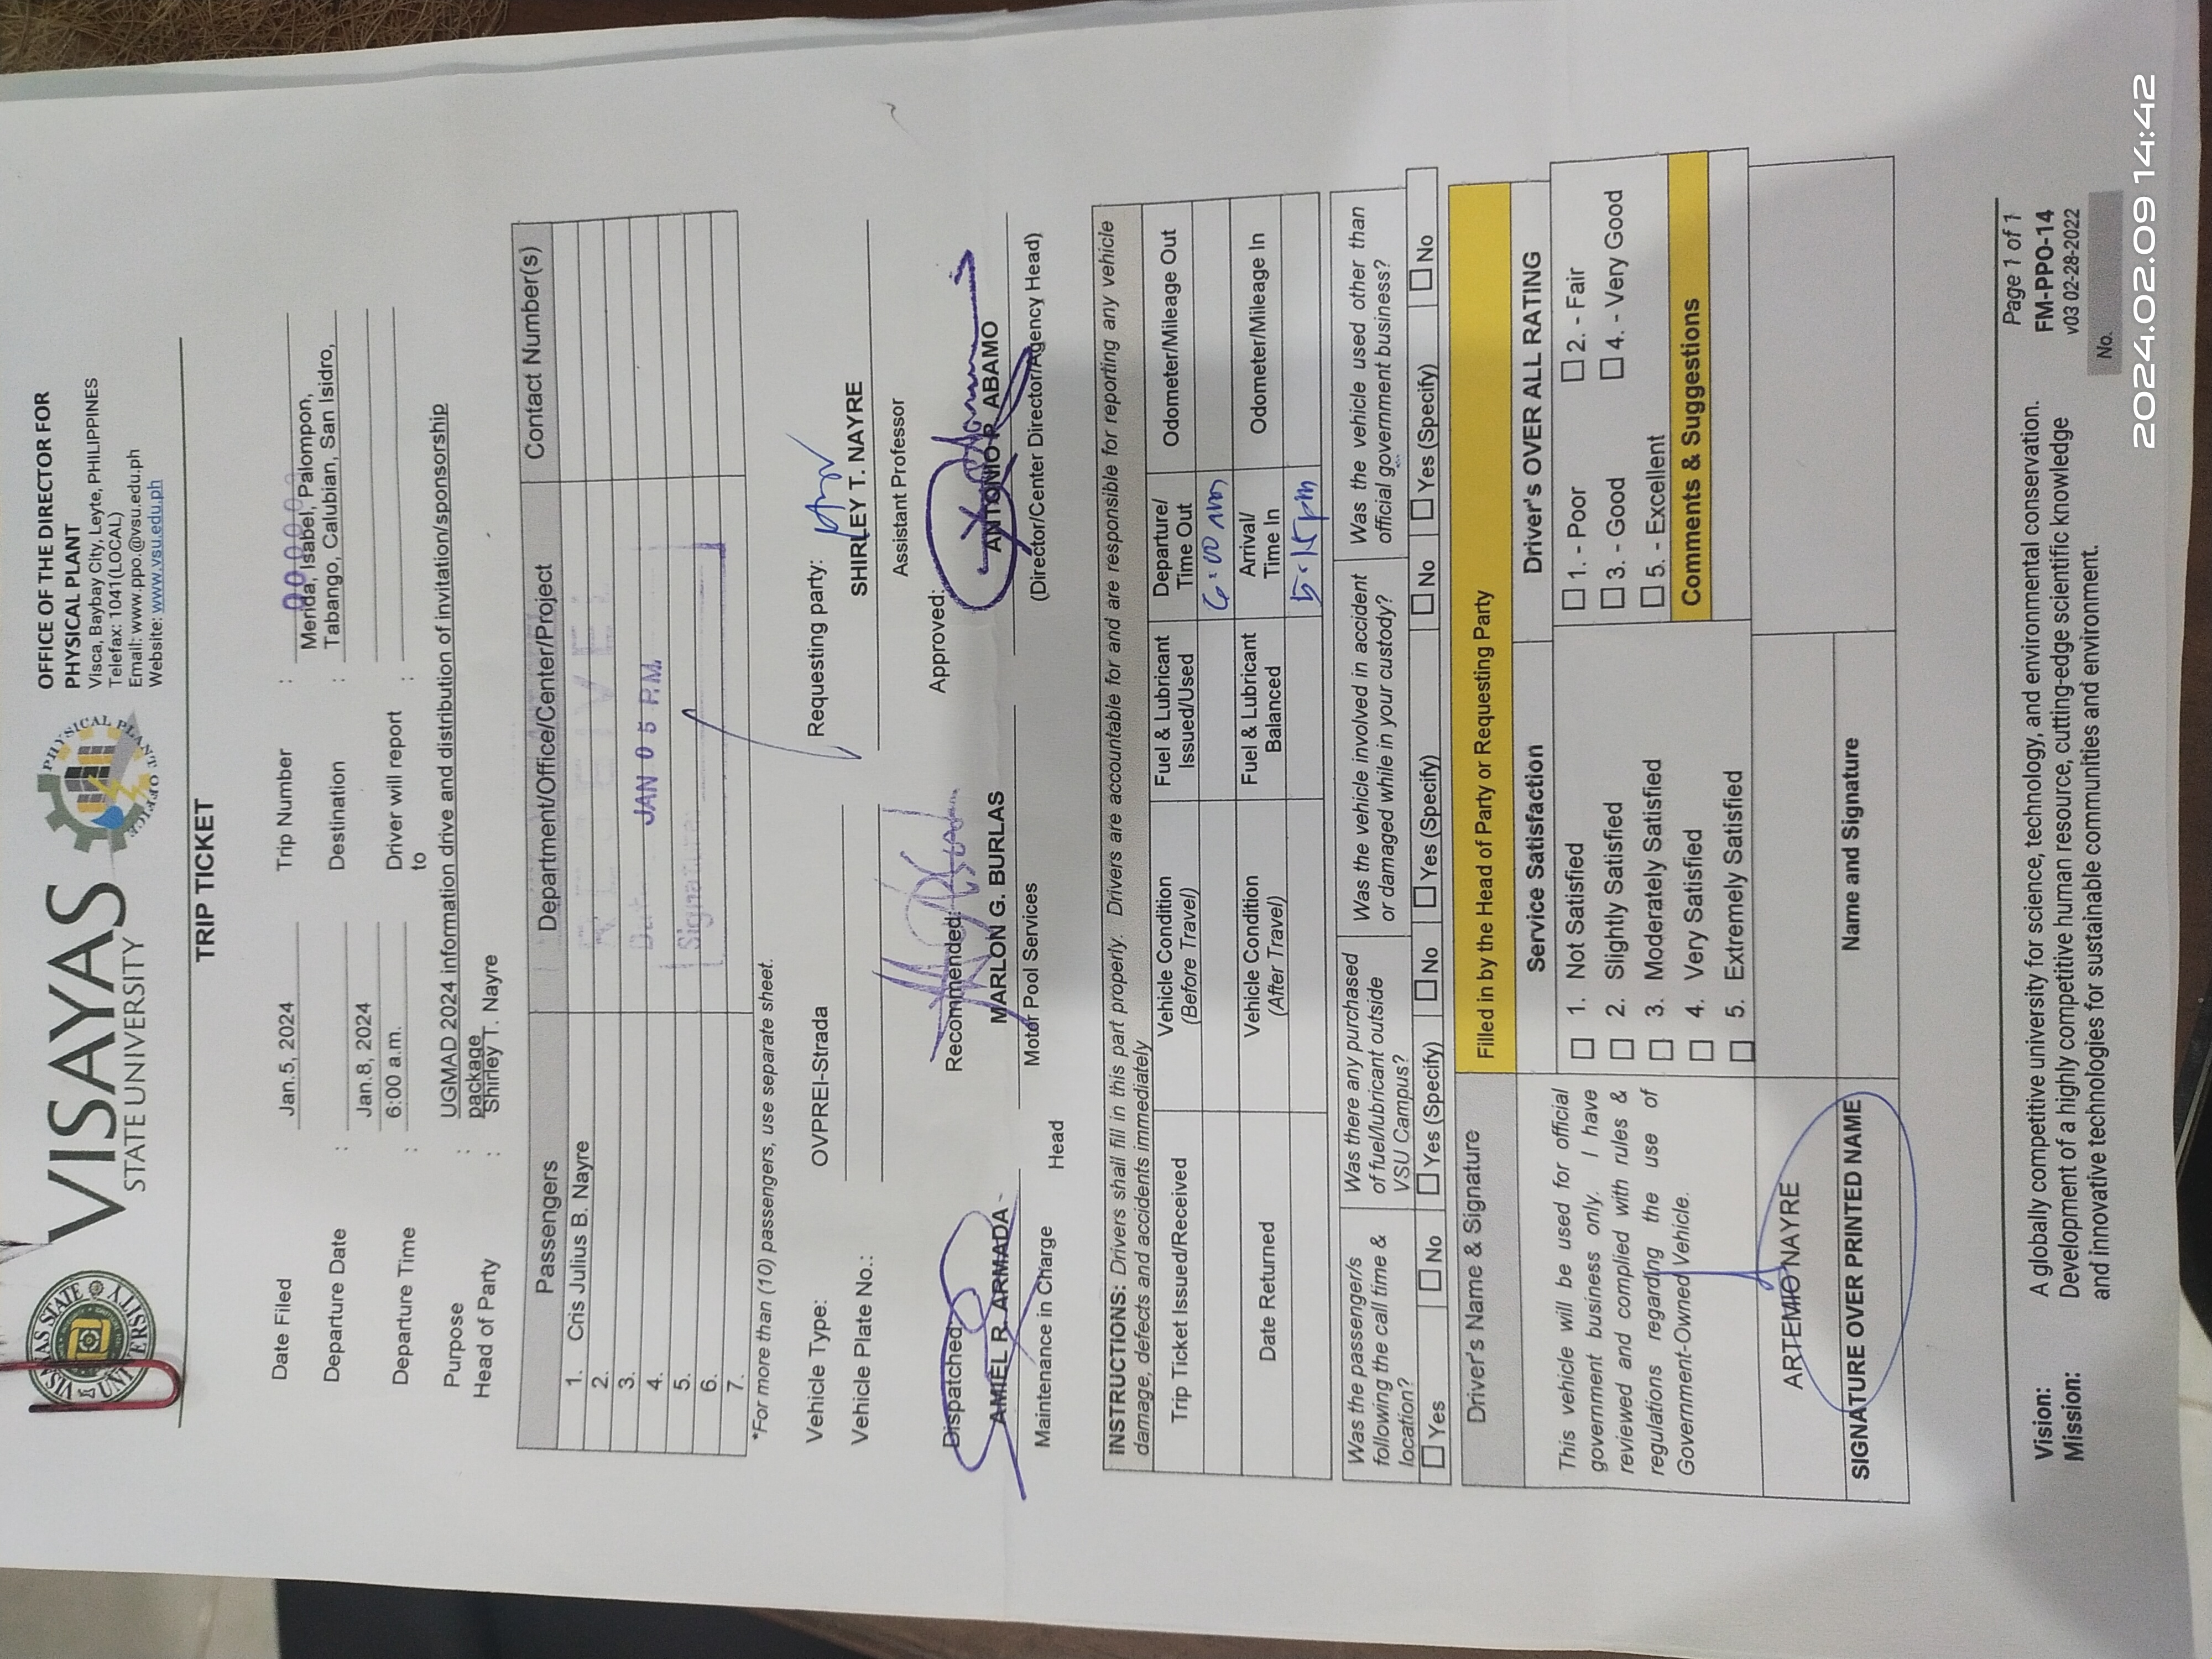 VISAYAS STATE UNIVERSITY
VISAYAS
STATE UNIVERSITY
PHYSICAL PLANT OFFICE
OFFICE OF THE DIRECTOR FOR
PHYSICAL PLANT
Visca, Baybay City, Leyte, PHILIPPINES
Telefax: 1041(LOCAL)
Email: www.ppo.@vsu.edu.ph
Website: www.vsu.edu.ph
TRIP TICKET
Date Filed Jan.5, 2024 Trip Number :
Departure Date : Jan.8, 2024 Destination : Merida, Isabel, Palompon,
Tabango, Calubian, San Isidro,
Departure Time : 6:00 a.m. Driver will report :
to
Purpose : UGMAD 2024 information drive and distribution of invitation/sponsorship
package
Head of Party : Shirley T. Nayre
Passengers Department/Office/Center/Project Contact Number(s)
1. Cris Julius B. Nayre
2.
3.
4. JAN 05 P.M.
5.
6. Signature
7.
*For more than (10) passengers, use separate sheet.
Vehicle Type: OVPREI-Strada Requesting party:
Vehicle Plate No.: SHIRLEY T. NAYRE
Assistant Professor
Dispatched: Recommended: Approved:
AMIEL R. ARMADA MARLON G. BURLAS ANTONIO P. ABAMO
Maintenance in Charge Head Motor Pool Services (Director/Center Director/Agency Head)
INSTRUCTIONS: Drivers shall fill in this part properly. Drivers are accountable for and are responsible for reporting any vehicle
damage, defects and accidents immediately
Trip Ticket Issued/Received Vehicle Condition (Before Travel) Fuel & Lubricant Issued/Used Departure/ Time Out Odometer/Mileage Out
6:00 am
Date Returned Vehicle Condition (After Travel) Fuel & Lubricant Balanced Arrival/ Time In Odometer/Mileage In
5:15 pm
Was the passenger/s following the call time & location? Was there any purchased of fuel/lubricant outside VSU Campus? Was the vehicle involved in accident or damaged while in your custody? Was the vehicle used other than official government business?
Yes No Yes (Specify) No Yes (Specify) No Yes (Specify) No
Driver's Name & Signature Filled in by the Head of Party or Requesting Party
Service Satisfaction Driver's OVER ALL RATING
This vehicle will be used for official
government business only. I have
reviewed and complied with rules &
regulations regarding the use of
Government-Owned Vehicle.
1. Not Satisfied
2. Slightly Satisfied
3. Moderately Satisfied
4. Very Satisfied
5. Extremely Satisfied
1. - Poor 2. - Fair
3. - Good 4. - Very Good
5. - Excellent
Comments & Suggestions
ARTEMIO NAYRE
SIGNATURE OVER PRINTED NAME Name and Signature
Vision: A globally competitive university for science, technology, and environmental conservation.
Mission: Development of a highly competitive human resource, cutting-edge scientific knowledge
and innovative technologies for sustainable communities and environment.
Page 1 of 1
FM-PPO-14
v03 02-28-2022
No.
2024.02.09 14:42